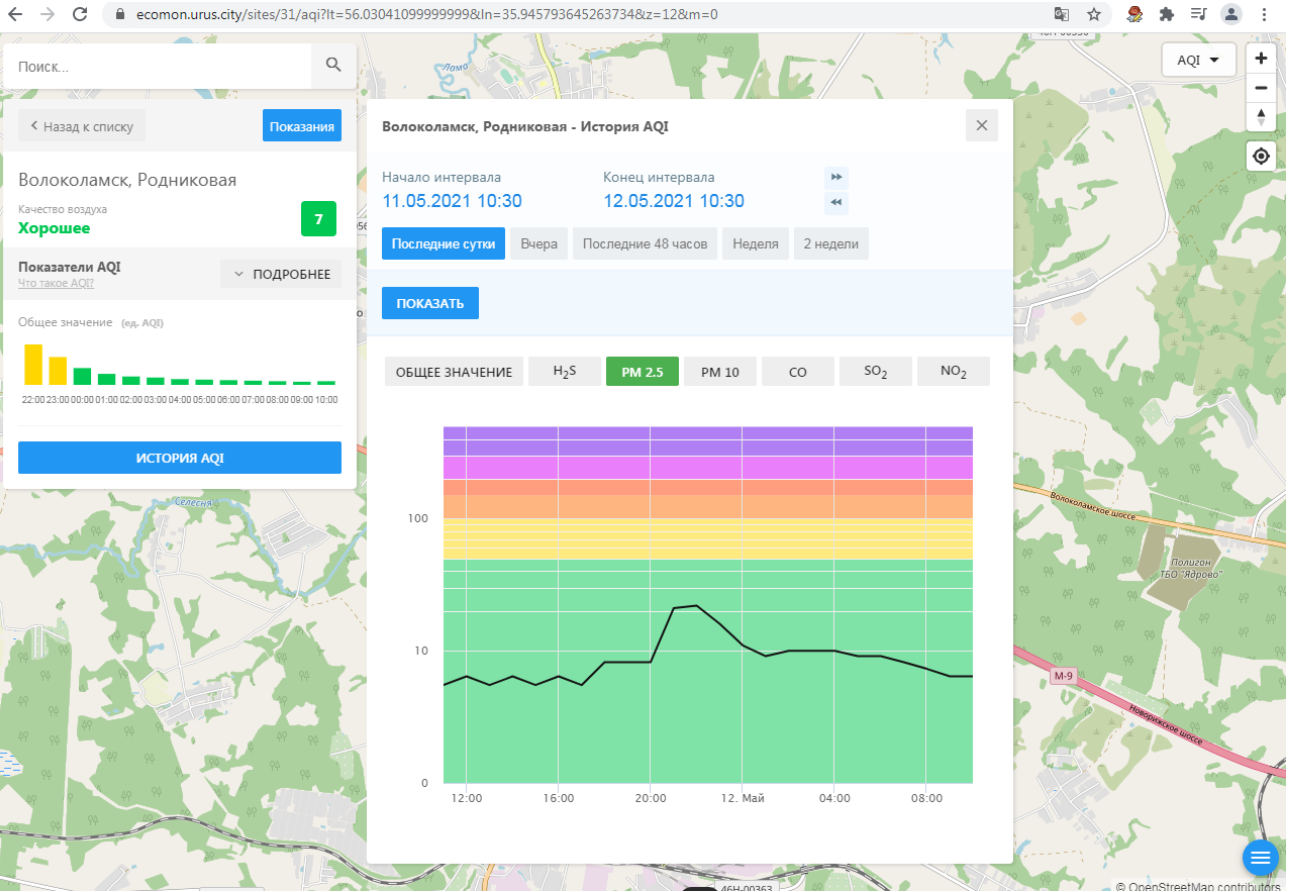 ecomon.urus.city/sites/31/aqi?lt=56.03041099999999&ln=35.945793645263734&z=12&m=0
Поиск...
AQI
Назад к списку
Показания
Волоколамск, Родниковая
Качество воздуха
Хорошее
7
Показатели AQI
Что такое AQI?
ПОДРОБНЕЕ
Общее значение (ед. AQI)
22:00 23:00 00:00 01:00 02:00 03:00 04:00 05:00 06:00 07:00 08:00 09:00 10:00
ИСТОРИЯ AQI
Волоколамск, Родниковая - История AQI
Начало интервала
Конец интервала
11.05.2021 10:30
12.05.2021 10:30
Последние сутки
Вчера
Последние 48 часов
Неделя
2 недели
ПОКАЗАТЬ
ОБЩЕЕ ЗНАЧЕНИЕ
H₂S
PM 2.5
PM 10
CO
SO₂
NO₂
100
10
0
12:00
16:00
20:00
12. Май
04:00
08:00
Селесня
Волоколамское шоссе
Полигон
ТБО "Ядрово"
М-9
Новорижское шоссе
46Н-00363
© OpenStreetMap contributors